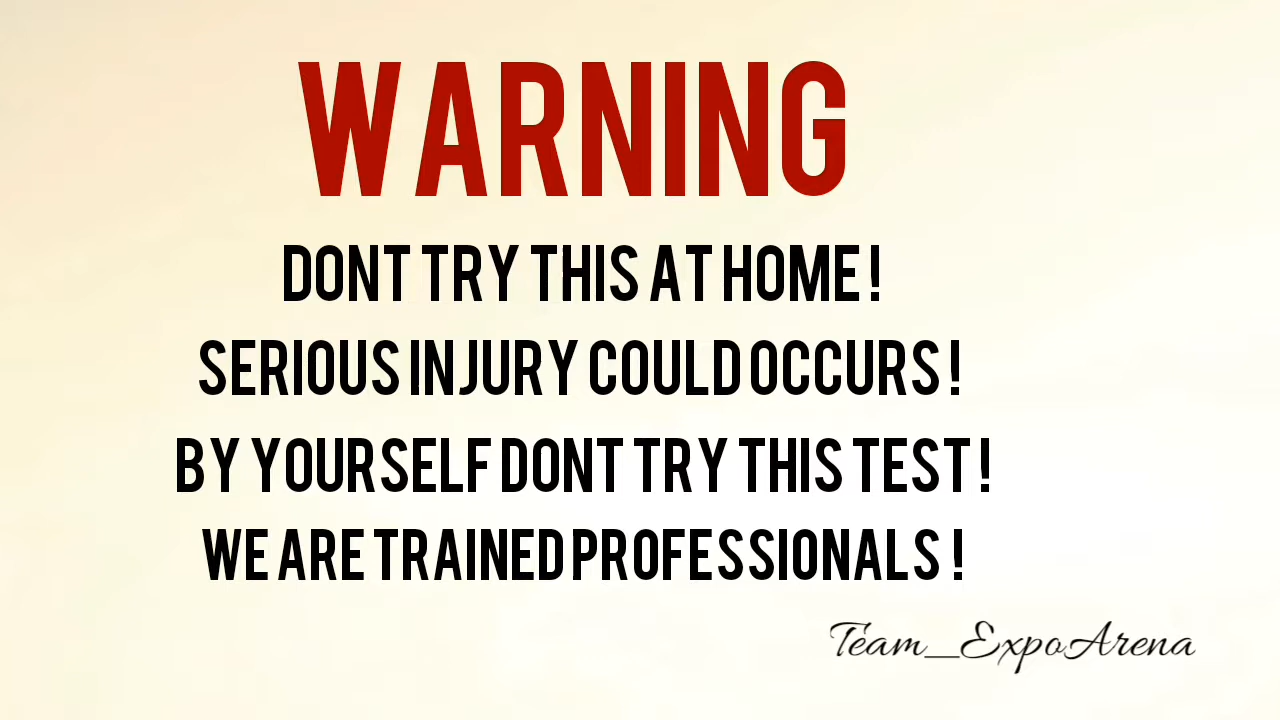 WARNING
DONT TRY THIS AT HOME !
SERIOUS INJURY COULD OCCURS !
BY YOURSELF DONT TRY THIS TEST !
WE ARE TRAINED PROFESSIONALS !
Team_ExpoArena